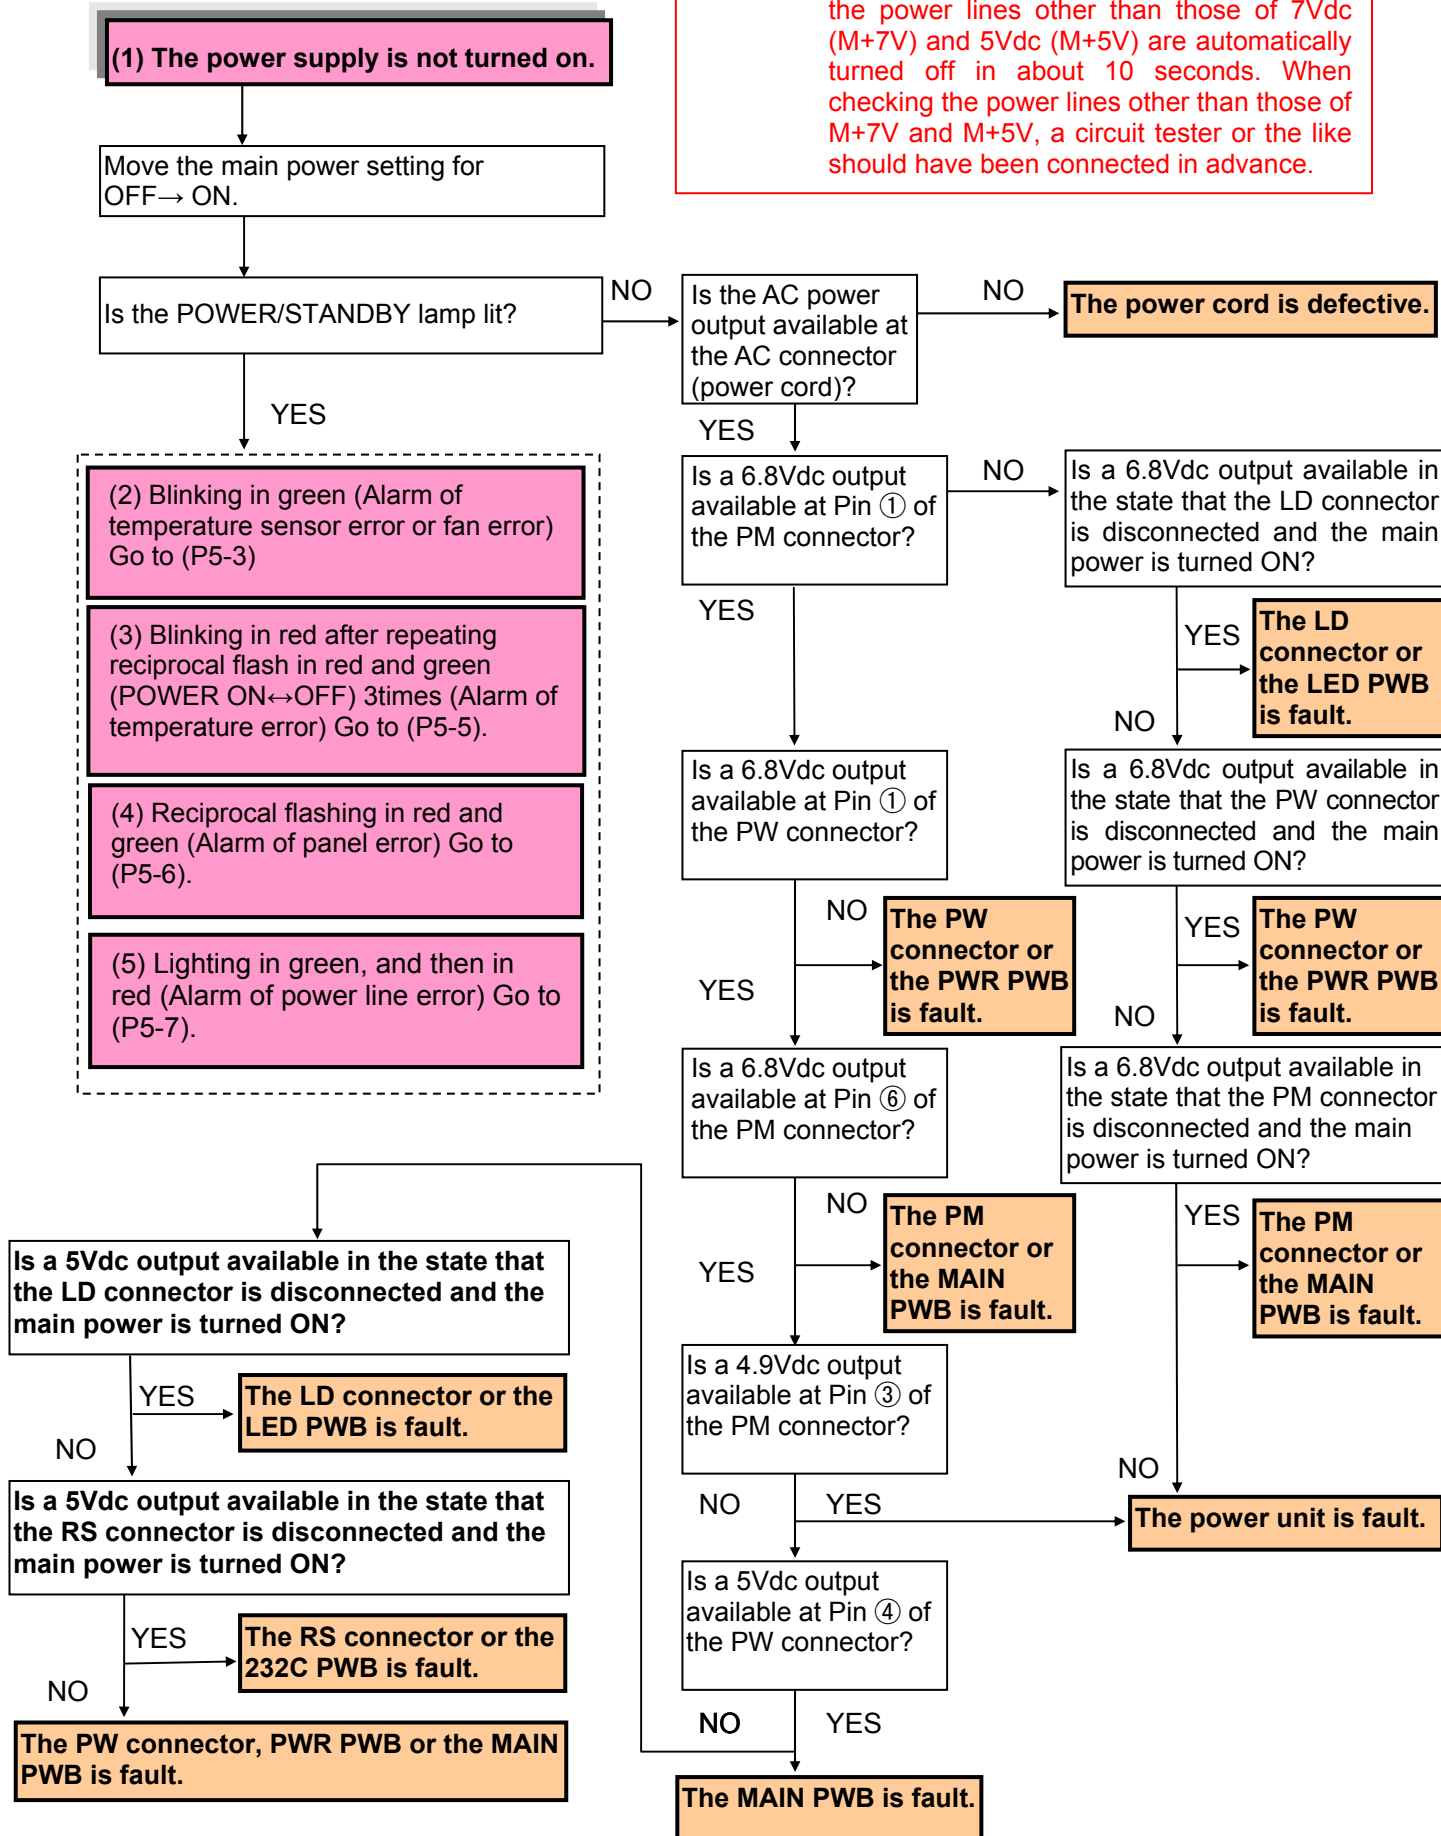 the power lines other than those of 7Vdc
(M+7V) and 5Vdc (M+5V) are automatically
turned off in about 10 seconds. When
checking the power lines other than those of
M+7V and M+5V, a circuit tester or the like
should have been connected in advance.
(1) The power supply is not turned on.
Move the main power setting for
OFF→ ON.
Is the POWER/STANDBY lamp lit?
NO
Is the AC power
output available at
the AC connector
(power cord)?
NO
The power cord is defective.
YES
YES
(2) Blinking in green (Alarm of
temperature sensor error or fan error)
Go to (P5-3)
(3) Blinking in red after repeating
reciprocal flash in red and green
(POWER ON↔OFF) 3times (Alarm of
temperature error) Go to (P5-5).
(4) Reciprocal flashing in red and
green (Alarm of panel error) Go to
(P5-6).
(5) Lighting in green, and then in
red (Alarm of power line error) Go to
(P5-7).
Is a 6.8Vdc output
available at Pin ① of
the PM connector?
NO
Is a 6.8Vdc output available in
the state that the LD connector
is disconnected and the main
power is turned ON?
YES
YES
The LD
connector or
the LED PWB
is fault.
NO
Is a 6.8Vdc output
available at Pin ① of
the PW connector?
Is a 6.8Vdc output available in
the state that the PW connector
is disconnected and the main
power is turned ON?
NO
The PW
connector or
the PWR PWB
is fault.
YES
YES
The PW
connector or
the PWR PWB
is fault.
NO
Is a 6.8Vdc output
available at Pin ⑥ of
the PM connector?
Is a 6.8Vdc output available in
the state that the PM connector
is disconnected and the main
power is turned ON?
NO
The PM
connector or
the MAIN
PWB is fault.
YES
YES
The PM
connector or
the MAIN
PWB is fault.
NO
Is a 4.9Vdc output
available at Pin ③ of
the PM connector?
NO
YES
The power unit is fault.
Is a 5Vdc output
available at Pin ④ of
the PW connector?
NO
YES
The MAIN PWB is fault.
Is a 5Vdc output available in the state that
the LD connector is disconnected and the
main power is turned ON?
YES
The LD connector or the
LED PWB is fault.
NO
Is a 5Vdc output available in the state that
the RS connector is disconnected and the
main power is turned ON?
YES
The RS connector or the
232C PWB is fault.
NO
The PW connector, PWR PWB or the MAIN
PWB is fault.